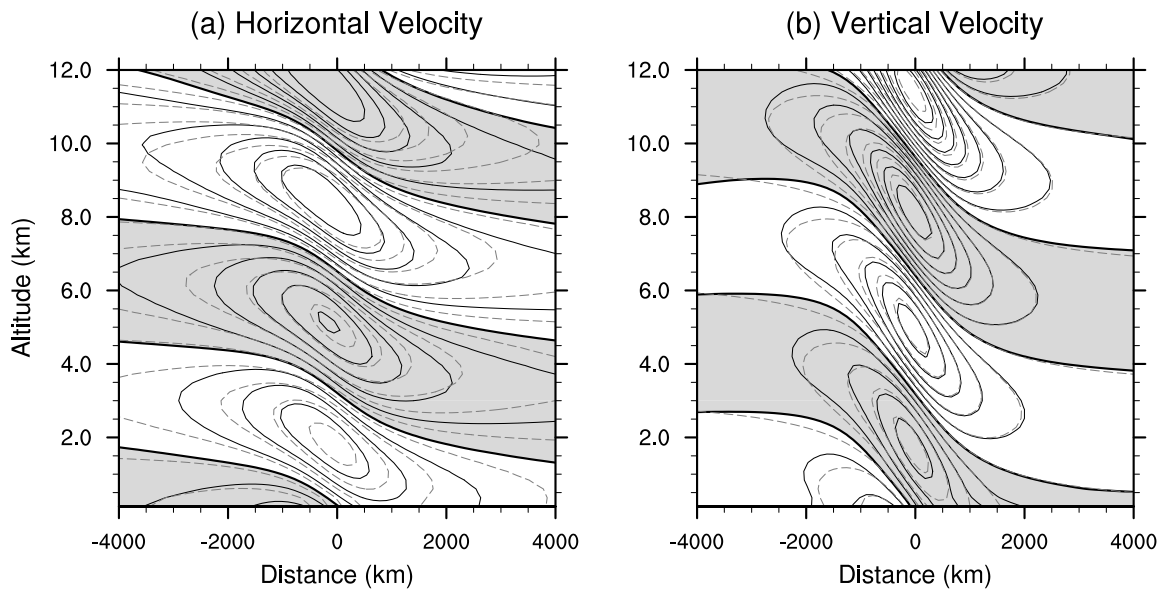 (a) Horizontal Velocity
(b) Vertical Velocity
12.0
10.0
8.0
6.0
4.0
2.0
Altitude (km)
-4000 -2000 0 2000 4000
Distance (km)
12.0
10.0
8.0
6.0
4.0
2.0
-4000 -2000 0 2000 4000
Distance (km)